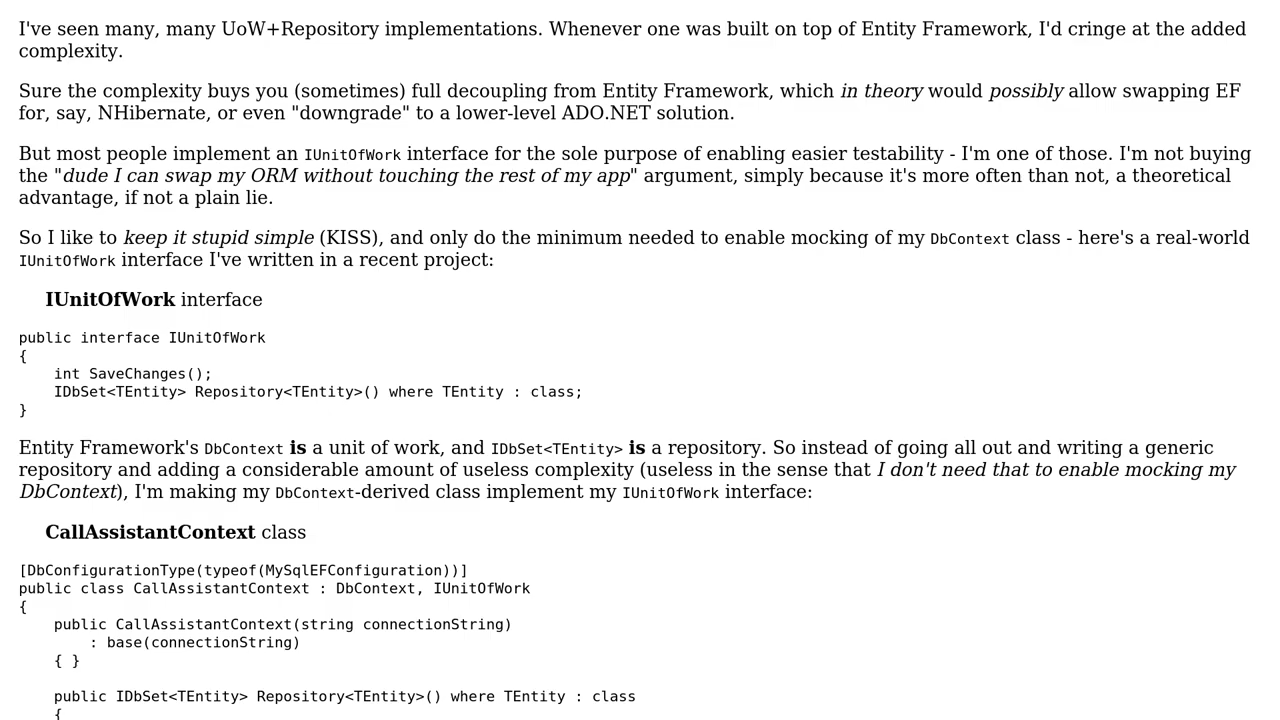 I've seen many, many UoW+Repository implementations. Whenever one was built on top of Entity Framework, I'd cringe at the added
complexity.
Sure the complexity buys you (sometimes) full decoupling from Entity Framework, which in theory would possibly allow swapping EF
for, say, NHibernate, or even "downgrade" to a lower-level ADO.NET solution.
But most people implement an IUnitOfWork interface for the sole purpose of enabling easier testability - I'm one of those. I'm not buying
the "dude I can swap my ORM without touching the rest of my app" argument, simply because it's more often than not, a theoretical
advantage, if not a plain lie.
So I like to keep it stupid simple (KISS), and only do the minimum needed to enable mocking of my DbContext class - here's a real-world
IUnitOfWork interface I've written in a recent project:
IUnitOfWork interface
public interface IUnitOfWork
{
    int SaveChanges();
    IDbSet<TEntity> Repository<TEntity>() where TEntity : class;
}
Entity Framework's DbContext is a unit of work, and IDbSet<TEntity> is a repository. So instead of going all out and writing a generic
repository and adding a considerable amount of useless complexity (useless in the sense that I don't need that to enable mocking my
DbContext), I'm making my DbContext-derived class implement my IUnitOfWork interface:
CallAssistantContext class
[DbConfigurationType(typeof(MySqlEFConfiguration))]
public class CallAssistantContext : DbContext, IUnitOfWork
{
    public CallAssistantContext(string connectionString)
        : base(connectionString)
    { }
    public IDbSet<TEntity> Repository<TEntity>() where TEntity : class
    {